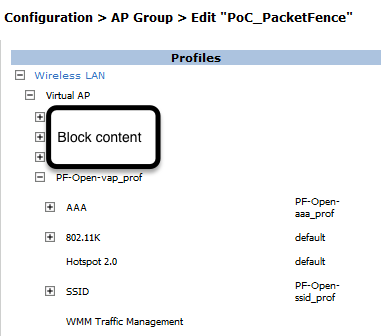 Configuration > AP Group > Edit "PoC_PacketFence"
Profiles
Wireless LAN
Virtual AP
Block content
PF-Open-vap_prof
AAA PF-Open-
aaa_prof
802.11K default
Hotspot 2.0 default
SSID PF-Open-
ssid_prof
WMM Traffic Management